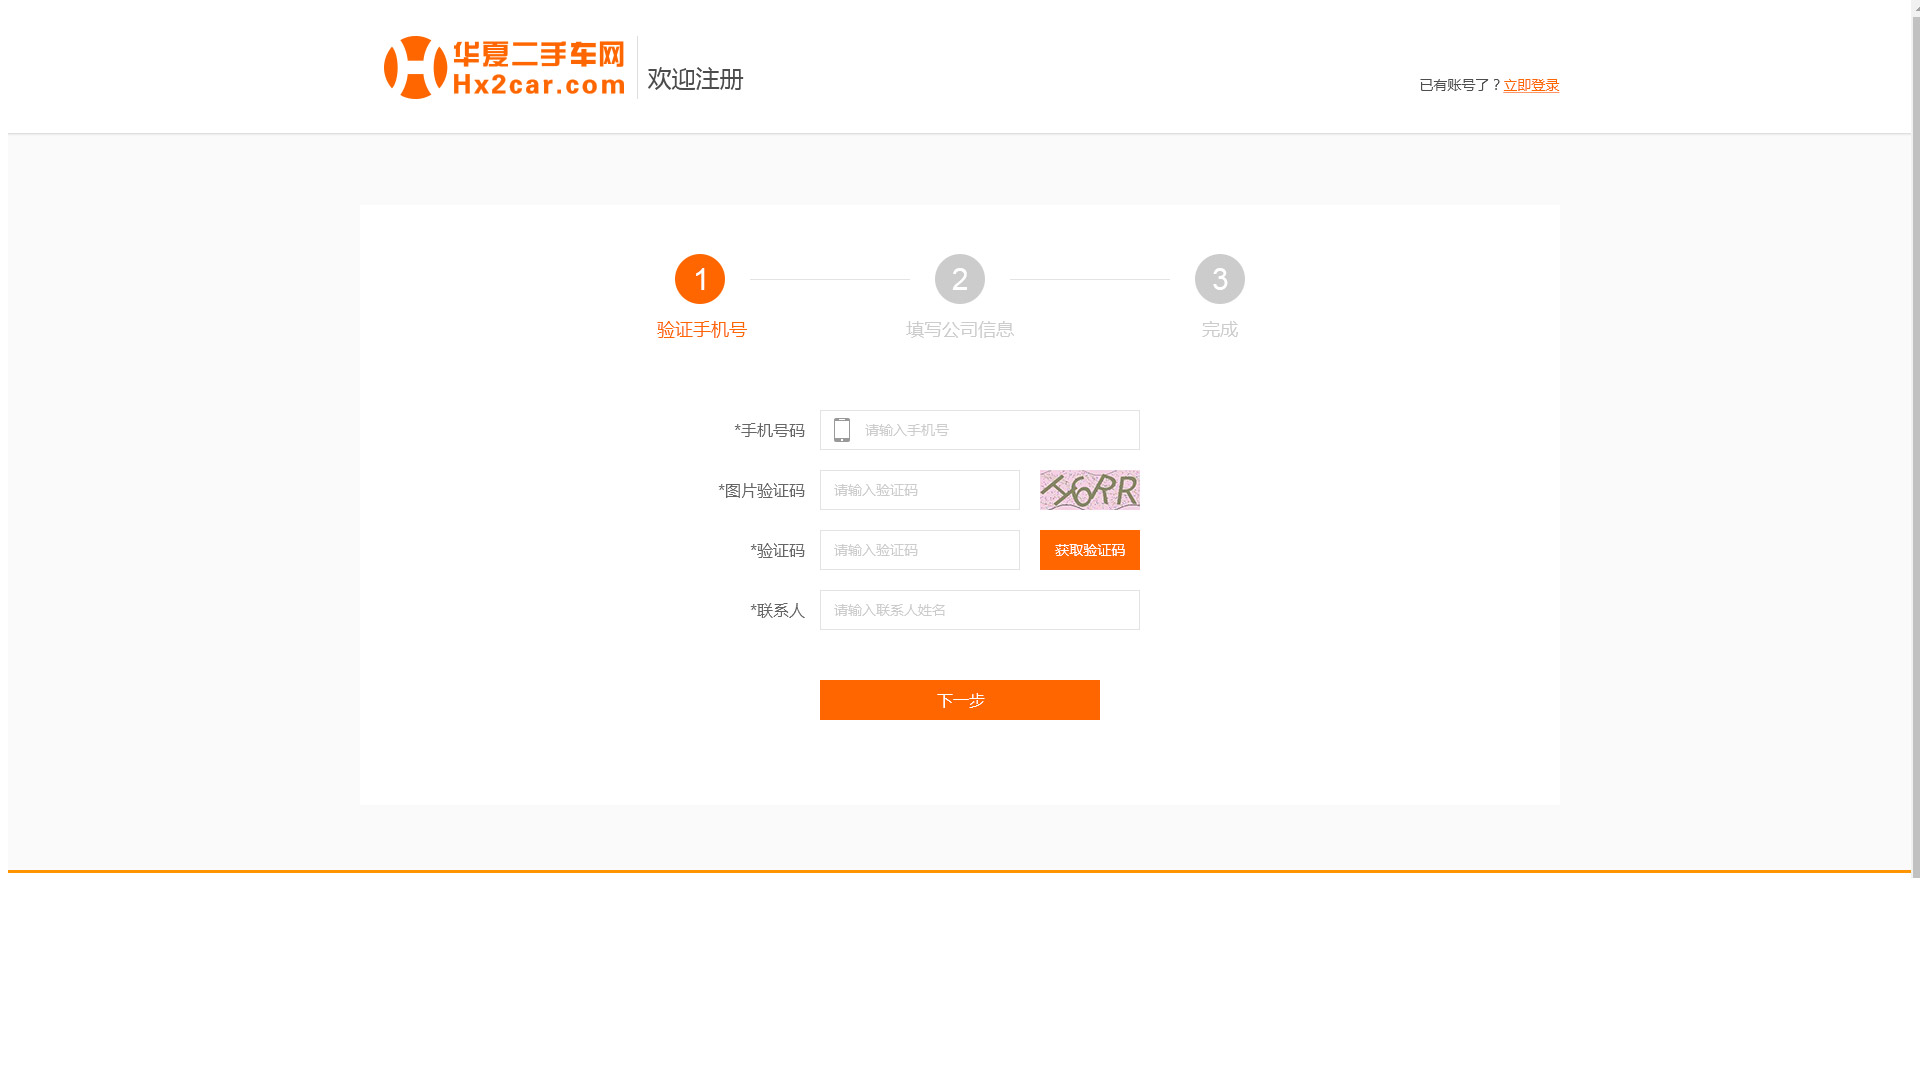 华夏二手车网
Hx2car.com
欢迎注册
已有账号了？立即登录
1
2
3
验证手机号
填写公司信息
完成
*手机号码
请输入手机号
*图片验证码
请输入验证码
*验证码
请输入验证码
获取验证码
*联系人
请输入联系人姓名
下一步